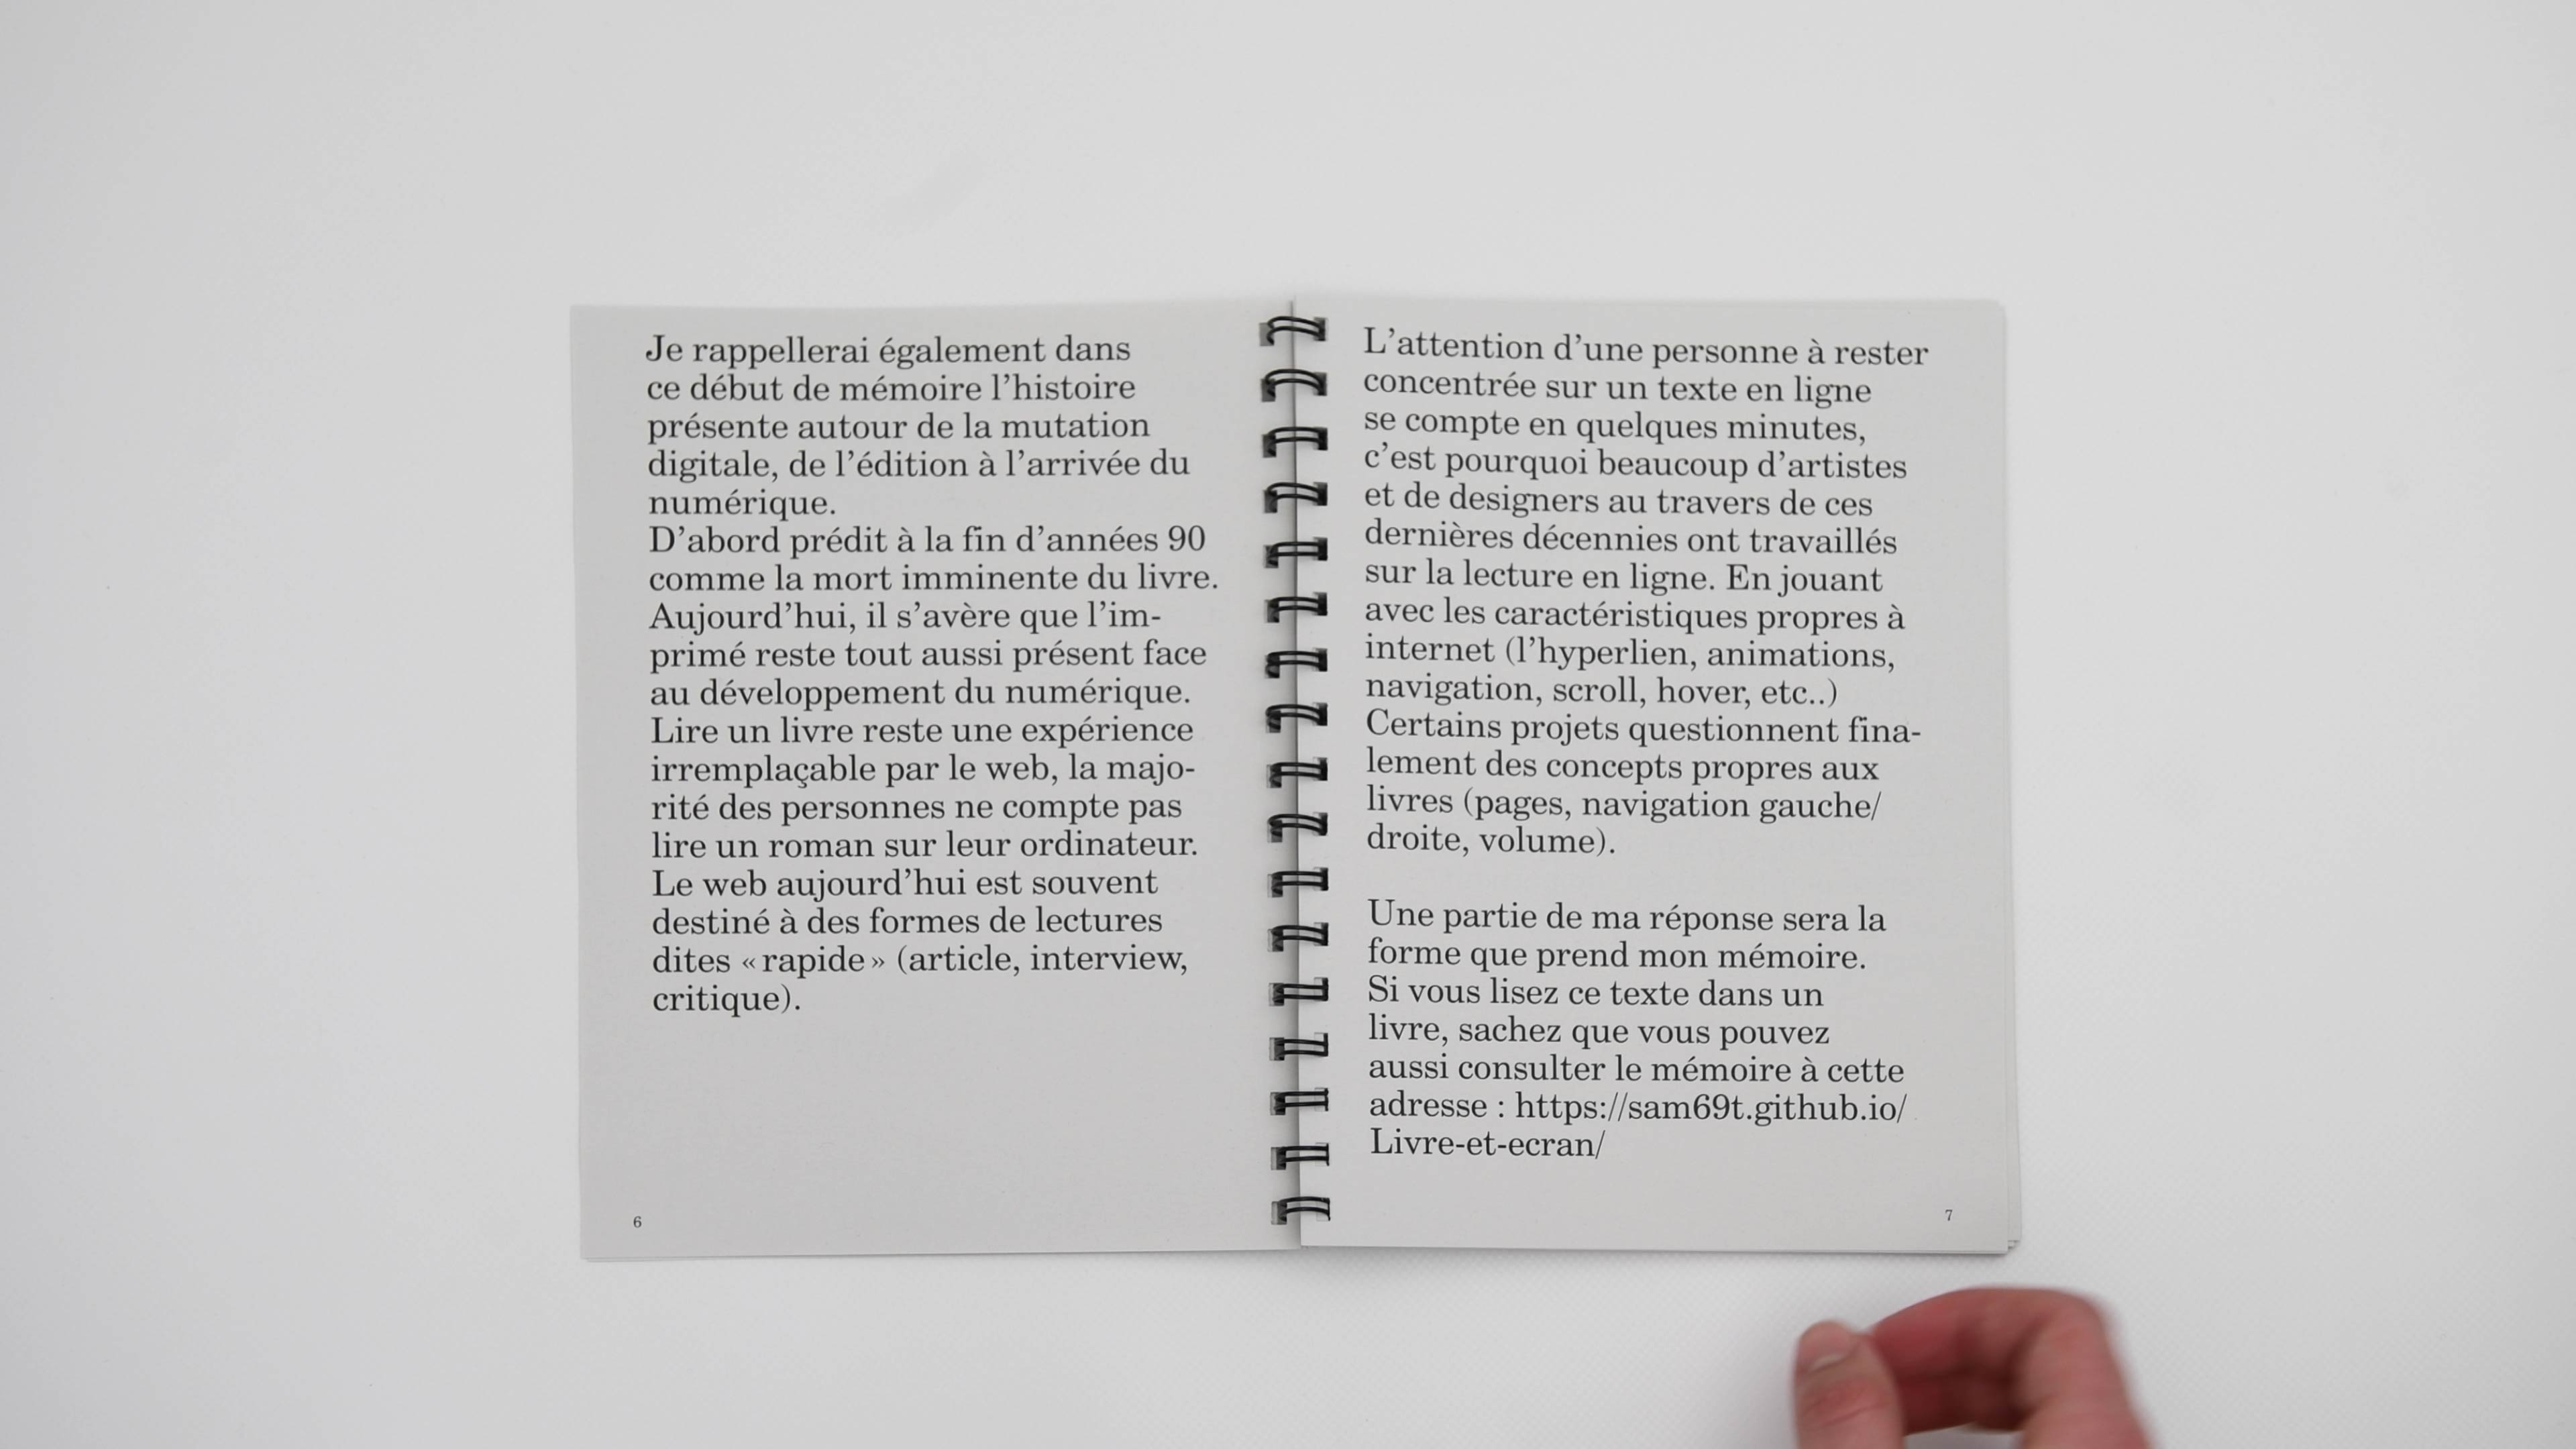 Je rappellerai également dans
ce début de mémoire l’histoire
présente autour de la mutation
digitale, de l’édition à l’arrivée du
numérique.
D’abord prédit à la fin d’années 90
comme la mort imminente du livre.
Aujourd’hui, il s’avère que l’im-
primé reste tout aussi présent face
au développement du numérique.
Lire un livre reste une expérience
irremplaçable par le web, la majo-
rité des personnes ne compte pas
lire un roman sur leur ordinateur.
Le web aujourd’hui est souvent
destiné à des formes de lectures
dites « rapide » (article, interview,
critique).
6
L’attention d’une personne à rester
concentrée sur un texte en ligne
se compte en quelques minutes,
c’est pourquoi beaucoup d’artistes
et de designers au travers de ces
dernières décennies ont travaillés
sur la lecture en ligne. En jouant
avec les caractéristiques propres à
internet (l’hyperlien, animations,
navigation, scroll, hover, etc..)
Certains projets questionnent fina-
lement des concepts propres aux
livres (pages, navigation gauche/
droite, volume).
Une partie de ma réponse sera la
forme que prend mon mémoire.
Si vous lisez ce texte dans un
livre, sachez que vous pouvez
aussi consulter le mémoire à cette
adresse : https://sam69t.github.io/
Livre-et-ecran/
7